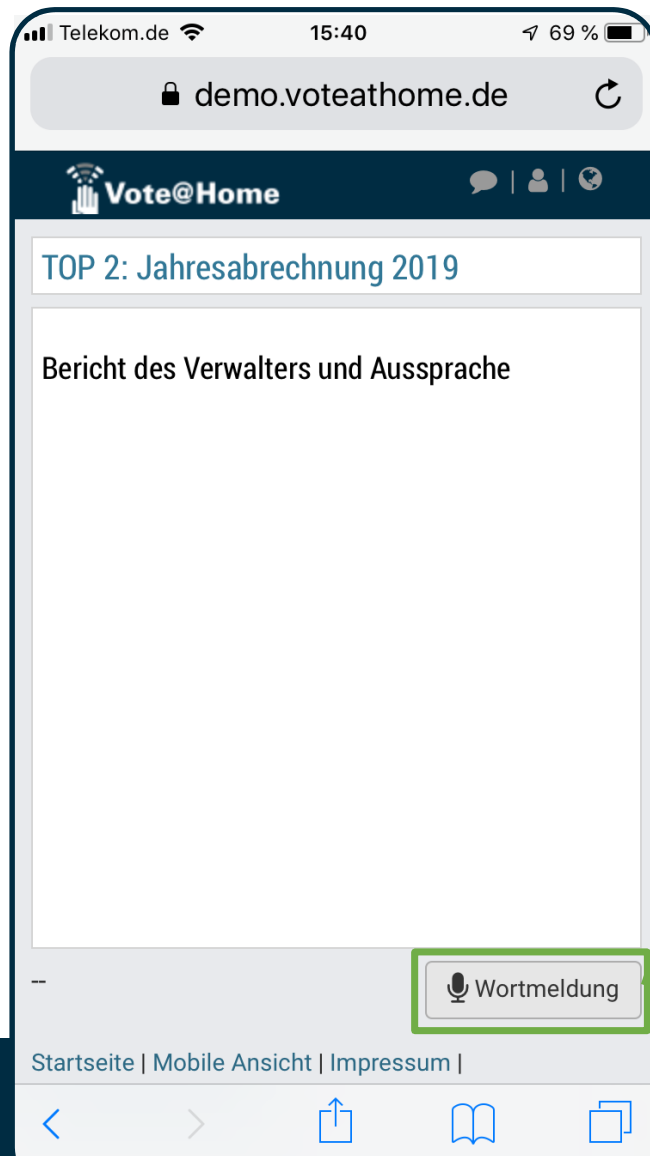 Telekom.de 15:40 69 %
demo.voteathome.de
Vote@Home | |
TOP 2: Jahresabrechnung 2019
Bericht des Verwalters und Aussprache
-- Wortmeldung
Startseite | Mobile Ansicht | Impressum |